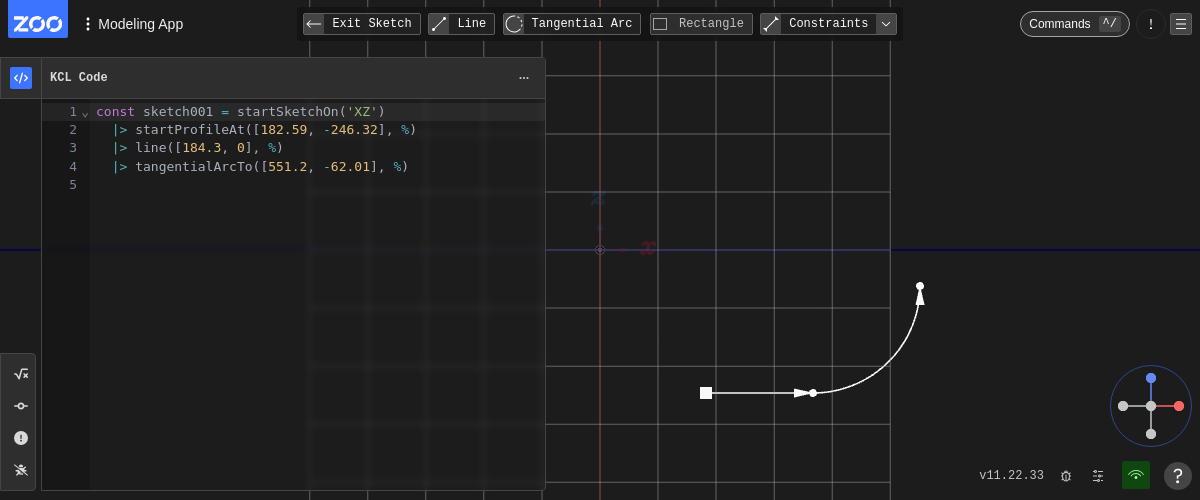 ZOO
Modeling App
Exit Sketch
Line
Tangential Arc
Rectangle
Constraints
Commands ^/
!
KCL Code
...
1 const sketch001 = startSketchOn('XZ')
2 |> startProfileAt([182.59, -246.32], %)
3 |> line([184.3, 0], %)
4 |> tangentialArcTo([551.2, -62.01], %)
5
z
x
v11.22.33
?